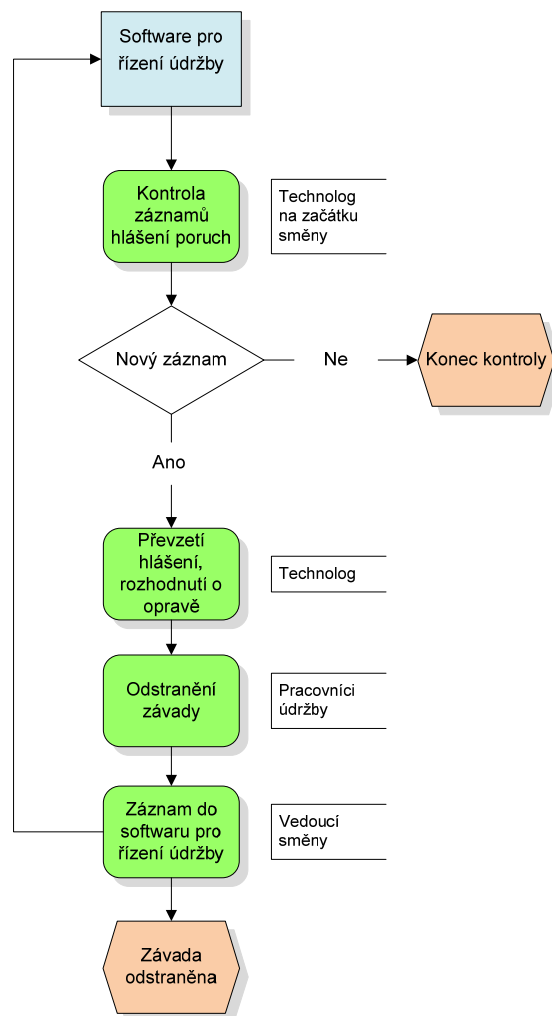 Software pro
řízení údržby
Kontrola
záznamů
hlášení poruch
Technolog
na začátku
směny
Nový záznam
Ne
Konec kontroly
Ano
Převzetí
hlášení,
rozhodnutí o
opravě
Technolog
Odstranění
závady
Pracovníci
údržby
Záznam do
softwaru pro
řízení údržby
Vedoucí
směny
Závada
odstraněna